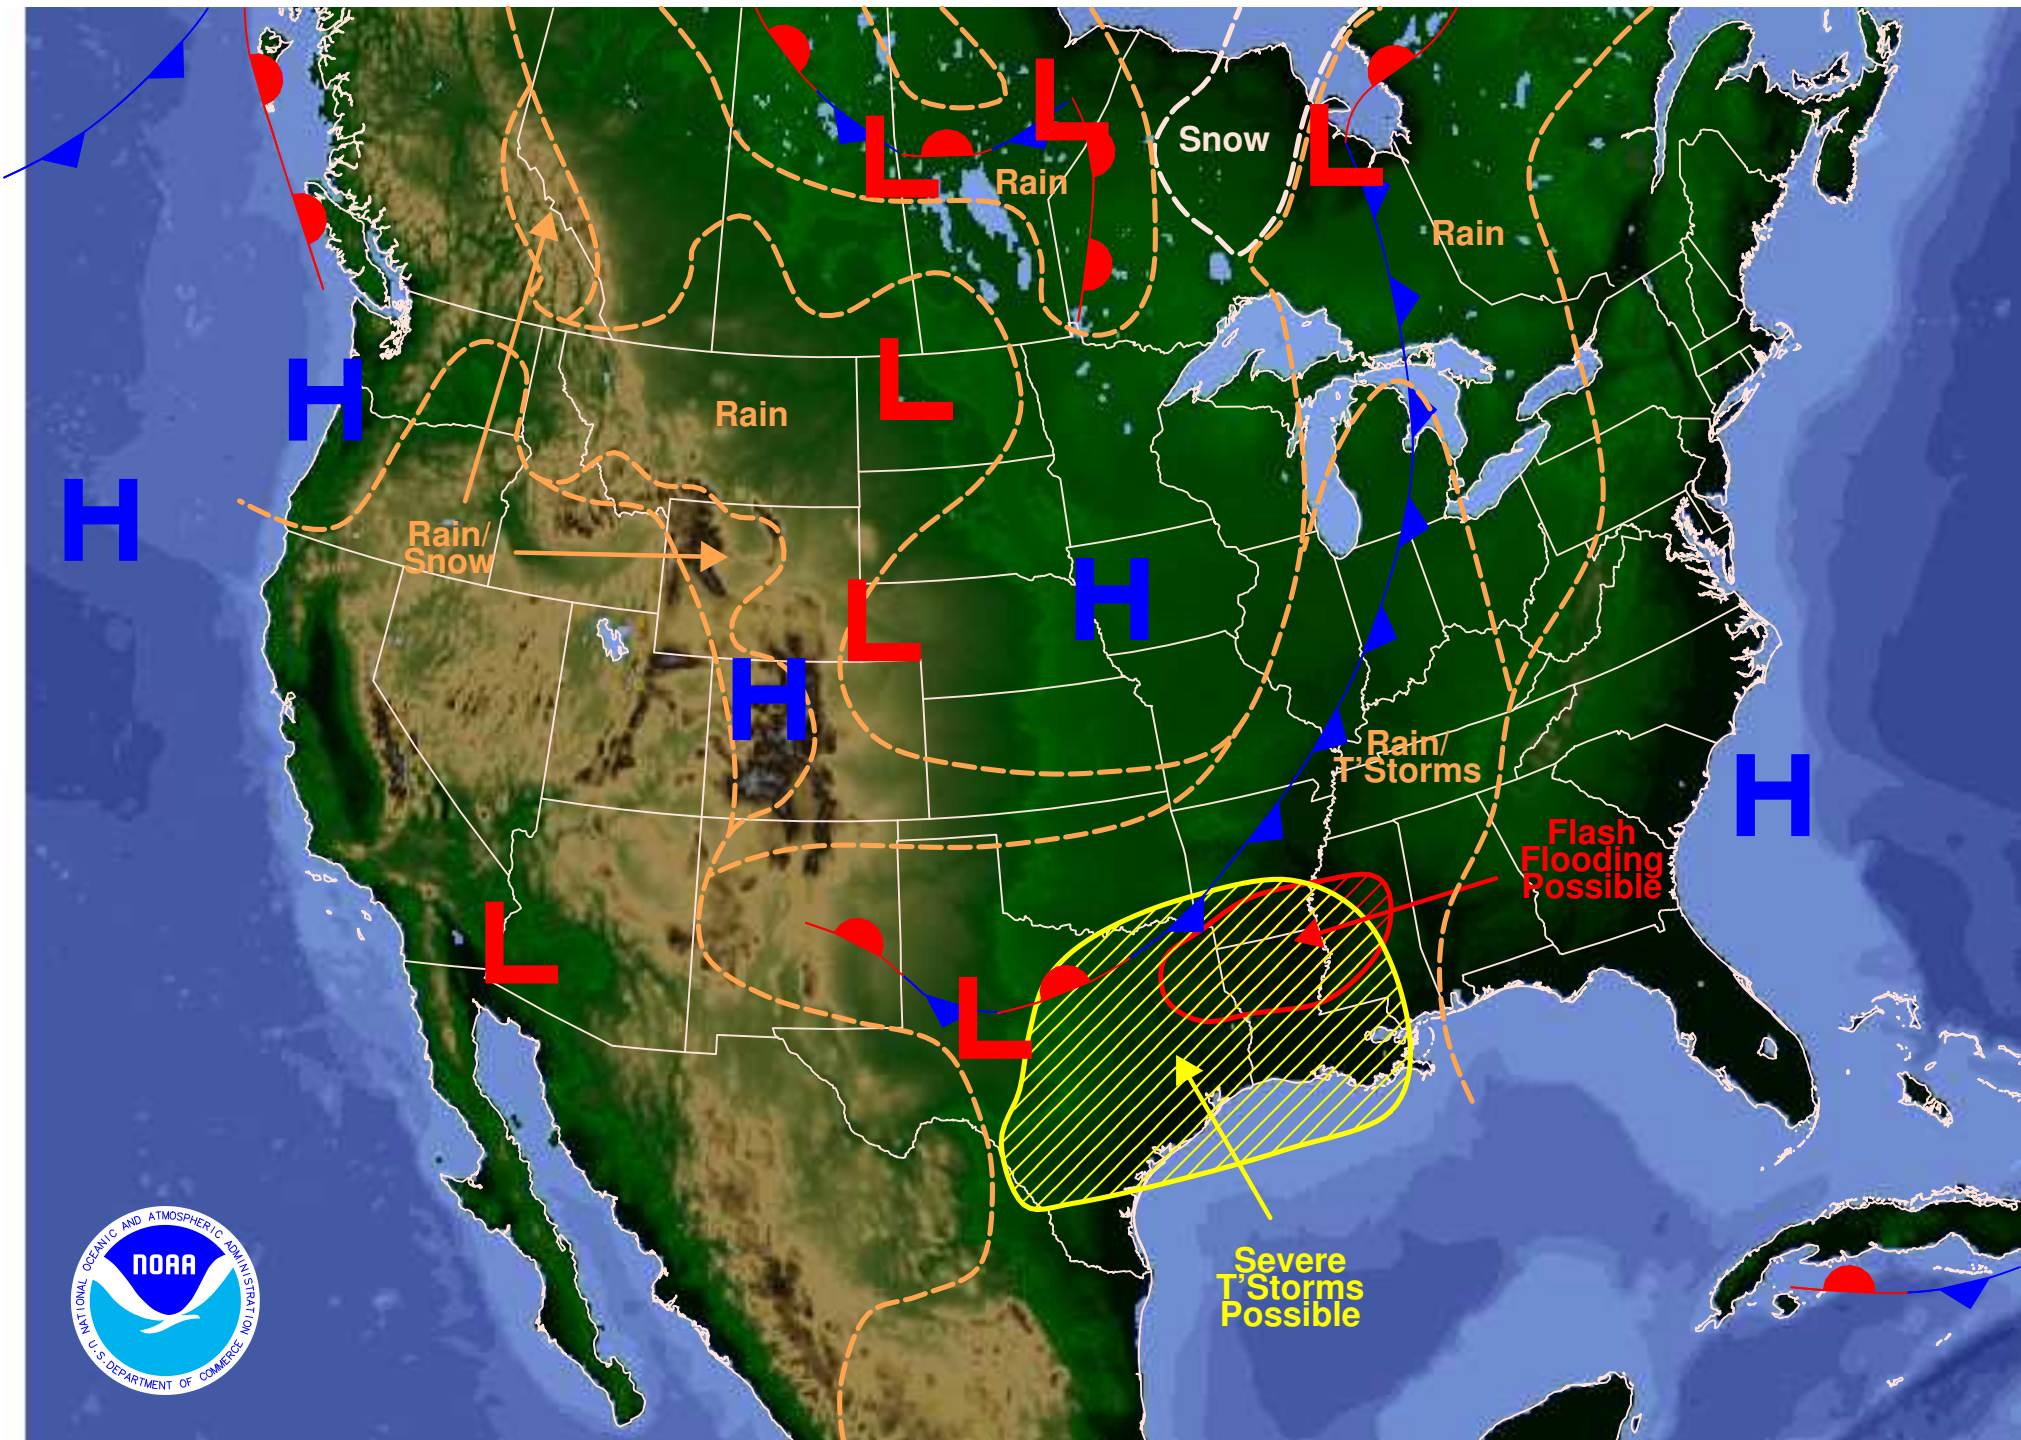 L
L
Snow
L
Rain
Rain
H
L
Rain
H
Rain/
Snow
H
L
H
Rain/
T'Storms
H
Flash
Flooding
Possible
L
L
Severe
T'Storms
Possible
NATIONAL OCEANIC AND ATMOSPHERIC ADMINISTRATION
NOAA
U.S. DEPARTMENT OF COMMERCE